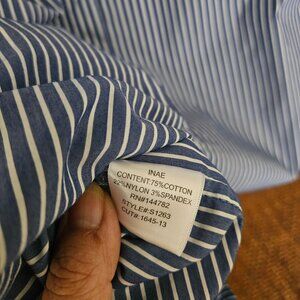 INAE
CONTENT:75%COTTON
22%NYLON 3%SPANDEX
RN#144782
STYLE#:S1263
CUT#: 1645-13